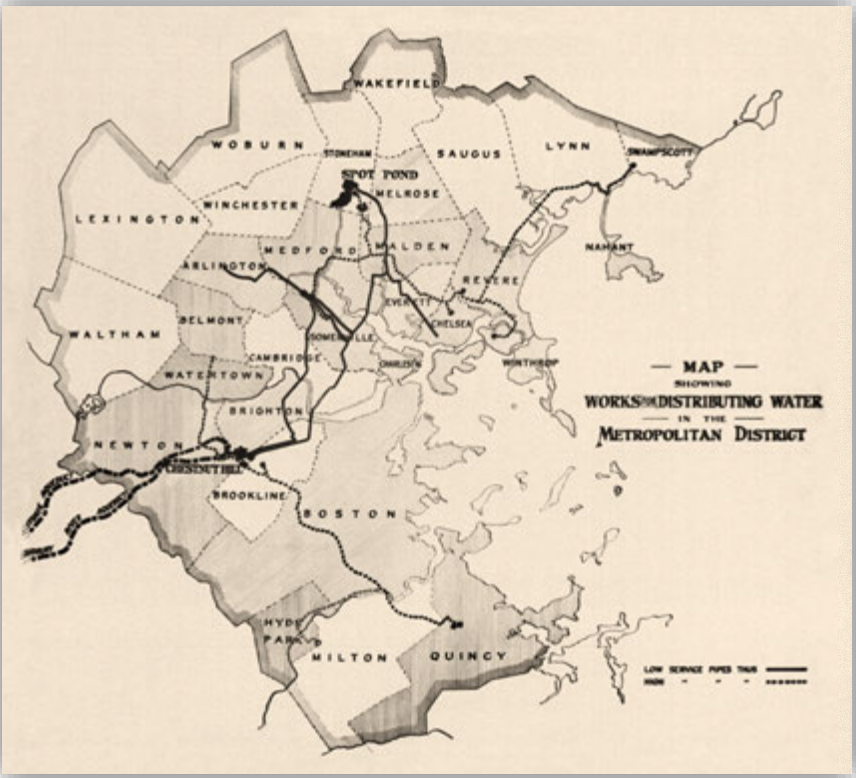 WAKEFIELD
WOBURN
STONEHAM
SAUGUS
LYNN
SWAMPSCOTT
SPOT POND
WINCHESTER
MELROSE
LEXINGTON
MEDFORD
MALDEN
NAHANT
ARLINGTON
REVERE
EVERETT
BELMONT
CHELSEA
WALTHAM
SOMERVILLE
CAMBRIDGE
WINTHROP
WATERTOWN
BRIGHTON
NEWTON
CHESTNUT HILL
BROOKLINE
BOSTON
HYDE
PARK
MILTON
QUINCY
MAP
SHOWING
WORKS FOR DISTRIBUTING WATER
IN THE
METROPOLITAN DISTRICT
LOW SERVICE PIPES THUS
HIGH " " "